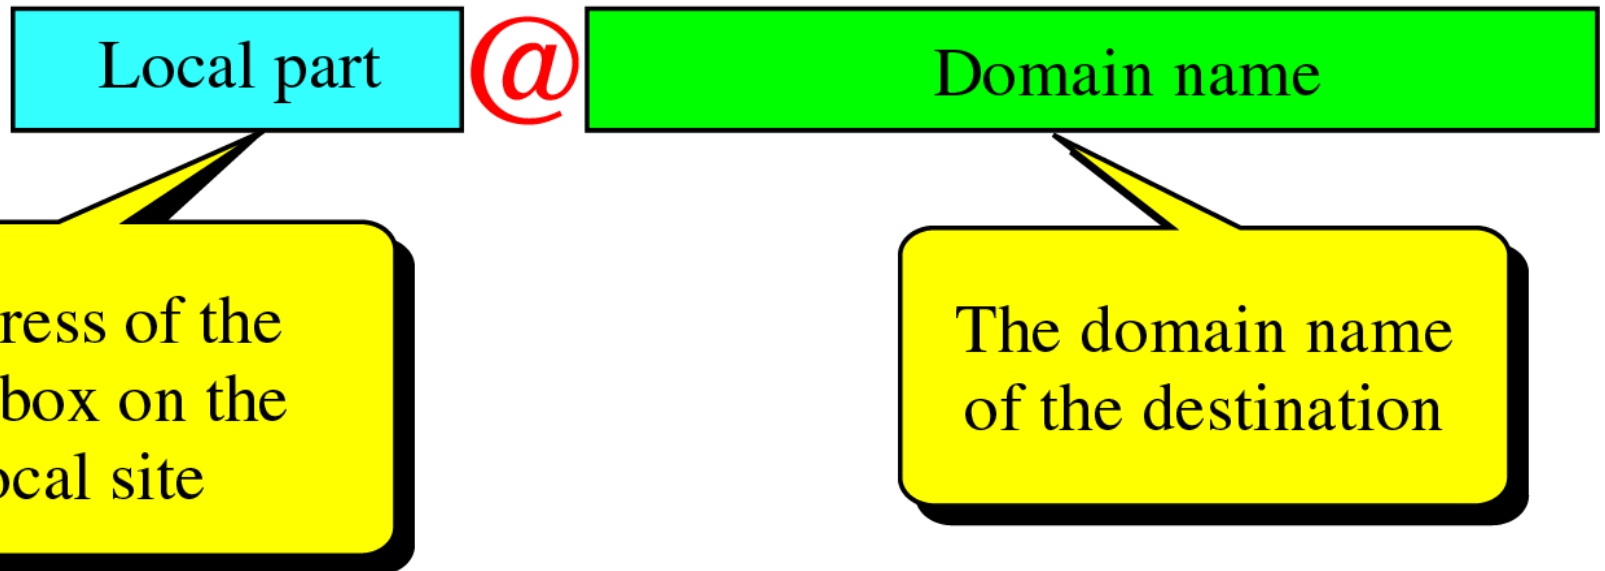 Local part @ Domain name
ress of the
box on the
ocal site
The domain name
of the destination